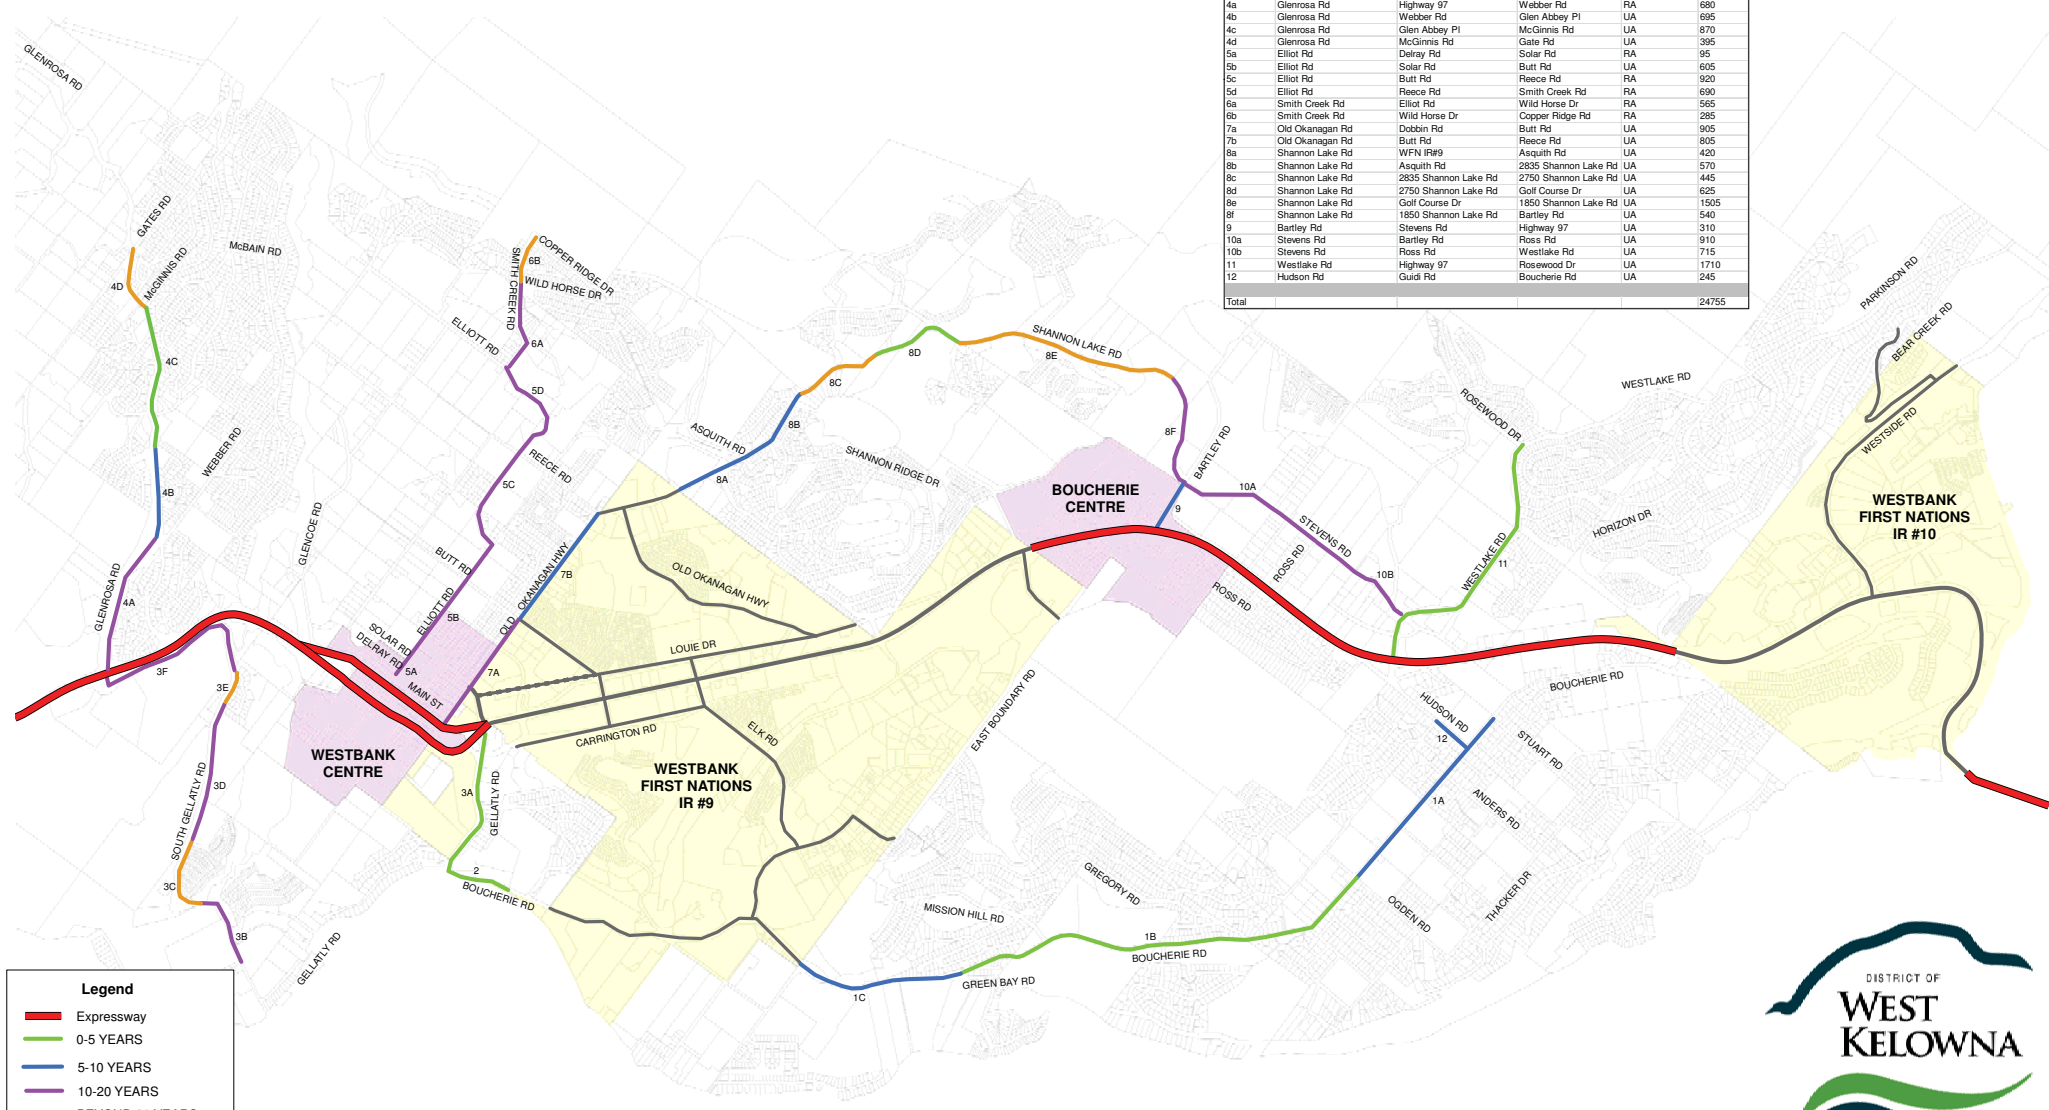 4a Glenrosa Rd Highway 97 Webber Rd RA 680
4b Glenrosa Rd Webber Rd Glen Abbey Pl UA 695
4c Glenrosa Rd Glen Abbey Pl McGinnis Rd UA 870
4d Glenrosa Rd McGinnis Rd Gate Rd UA 395
5a Elliot Rd Delray Rd Solar Rd RA 95
5b Elliot Rd Solar Rd Butt Rd UA 605
5c Elliot Rd Butt Rd Reece Rd RA 920
5d Elliot Rd Reece Rd Smith Creek Rd RA 690
6a Smith Creek Rd Elliot Rd Wild Horse Dr RA 565
6b Smith Creek Rd Wild Horse Dr Copper Ridge Rd RA 285
7a Old Okanagan Rd Dobbin Rd Butt Rd UA 905
7b Old Okanagan Rd Butt Rd Reece Rd UA 805
8a Shannon Lake Rd WFN IR#9 Asquith Rd UA 420
8b Shannon Lake Rd Asquith Rd 2835 Shannon Lake Rd UA 570
8c Shannon Lake Rd 2835 Shannon Lake Rd 2750 Shannon Lake Rd UA 445
8d Shannon Lake Rd 2750 Shannon Lake Rd Golf Course Dr UA 625
8e Shannon Lake Rd Golf Course Dr 1850 Shannon Lake Rd UA 1505
8f Shannon Lake Rd 1850 Shannon Lake Rd Bartley Rd UA 540
9 Bartley Rd Stevens Rd Highway 97 UA 310
10a Stevens Rd Bartley Rd Ross Rd UA 910
10b Stevens Rd Ross Rd Westlake Rd UA 715
11 Westlake Rd Highway 97 Rosewood Dr UA 1710
12 Hudson Rd Guidi Rd Boucherie Rd UA 245
Total 24755
GLENROSA RD
GATES RD
McBAIN RD
McGINNIS RD
4D
4C
WEBBER RD
4B
GLENCOE RD
GLENROSA RD
4A
3F
3E
SOUTH GELLATLY RD
3D
3C
3B
GELLATLY RD
COPPER RIDGE DR
6B
WILD HORSE DR
SMITH CREEK RD
ELLIOTT RD
6A
5D
REECE RD
5C
BUTT RD
ELLIOTT RD
5B
SOLAR RD
DELRAY RD
5A
MAIN ST
7A
OLD OKANAGAN HWY
7B
WESTBANK
CENTRE
3A
GELLATLY RD
2
BOUCHERIE RD
ASQUITH RD
8A
8B
8C
8D
SHANNON LAKE RD
8E
8F
SHANNON RIDGE DR
BARTLEY RD
BOUCHERIE
CENTRE
9
10A
STEVENS RD
ROSS RD
ROSS RD
10B
OLD OKANAGAN HWY
LOUIE DR
CARRINGTON RD
ELK RD
EAST BOUNDARY RD
WESTBANK
FIRST NATIONS
IR #9
ROSEWOOD DR
WESTLAKE RD
WESTLAKE RD
11
HORIZON DR
PARKINSON RD
BEAR CREEK RD
WESTSIDE RD
WESTBANK
FIRST NATIONS
IR #10
BOUCHERIE RD
HUDSON RD
12
STUART RD
1A
ANDERS RD
THACKER DR
OGDEN RD
GREGORY RD
MISSION HILL RD
1B
BOUCHERIE RD
GREEN BAY RD
1C
Legend
Expressway
0-5 YEARS
5-10 YEARS
10-20 YEARS
DISTRICT OF
WEST
KELOWNA